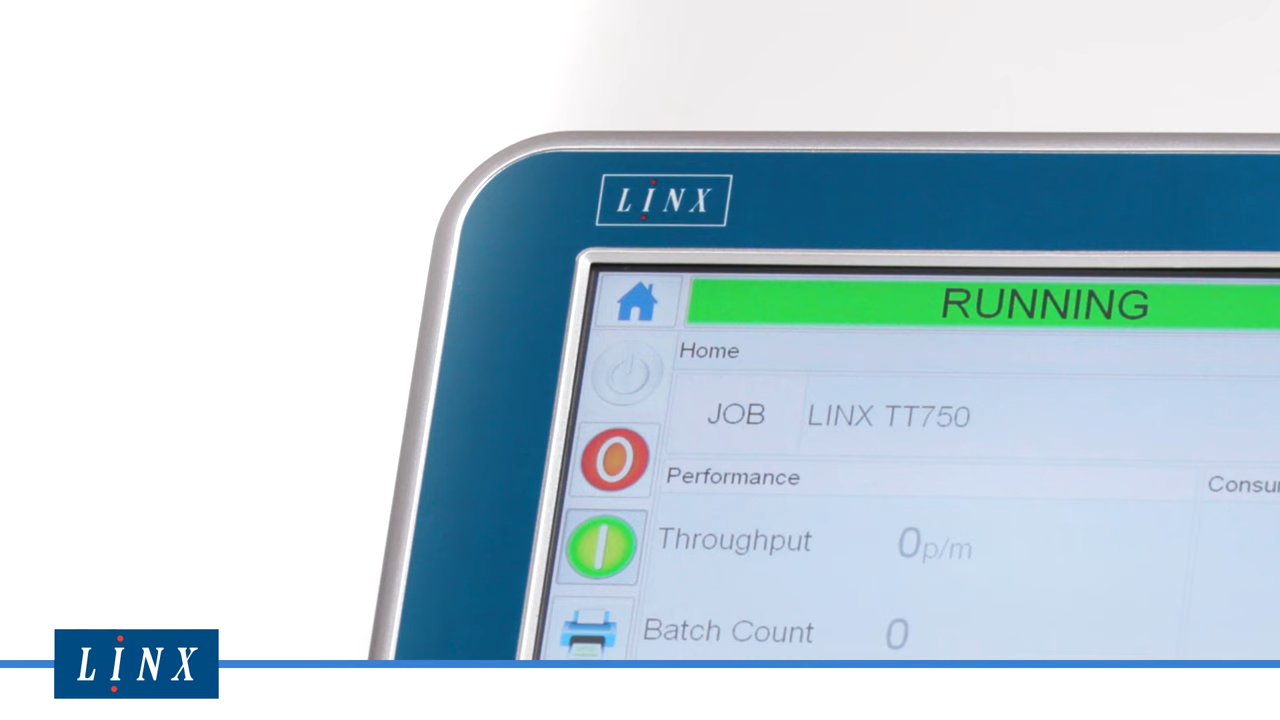 LINX
RUNNING
Home
JOB LINX TT750
Performance
Throughput 0p/m
Batch Count 0
LINX